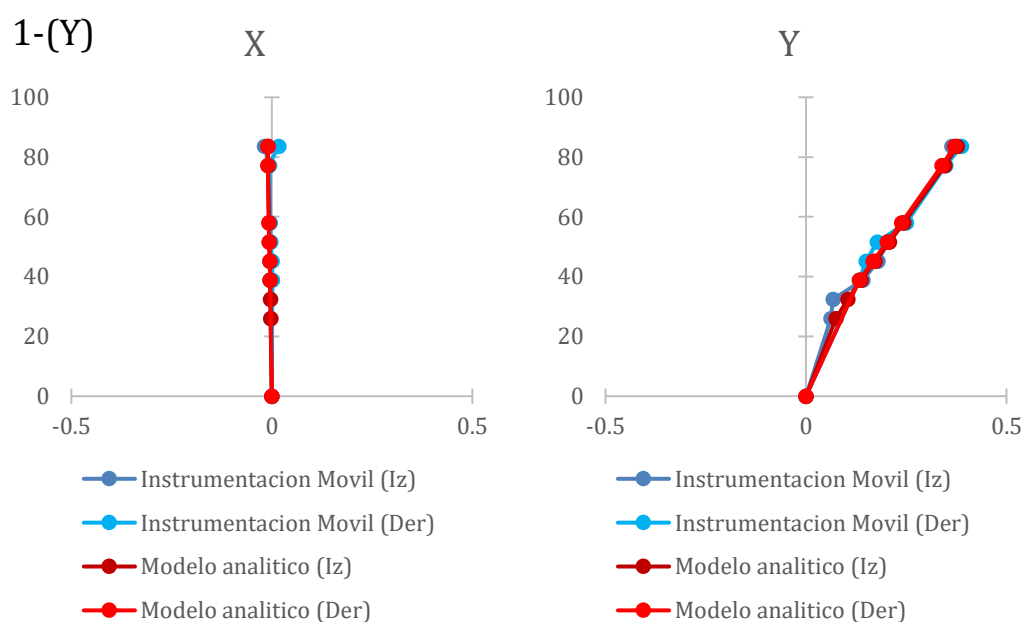 1-(Y)
X
100
80
60
40
20
0
-0.5
0
0.5
Instrumentacion Movil (Iz)
Instrumentacion Movil (Der)
Modelo analitico (Iz)
Modelo analitico (Der)
Y
100
80
60
40
20
0
-0.5
0
0.5
Instrumentacion Movil (Iz)
Instrumentacion Movil (Der)
Modelo analitico (Iz)
Modelo analitico (Der)